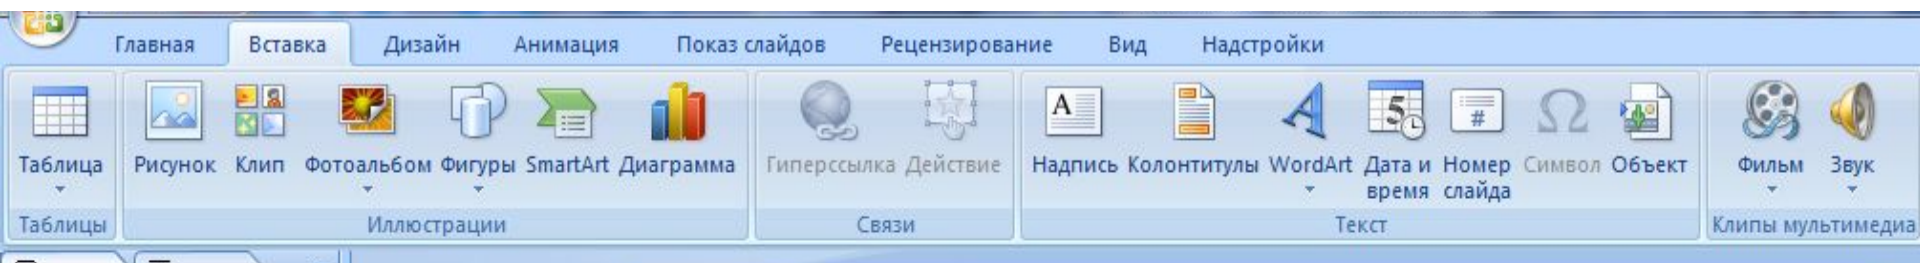 Главная Вставка Дизайн Анимация Показ слайдов Рецензирование Вид Надстройки
A 5 #
Таблица Рисунок Клип Фотоальбом Фигуры SmartArt Диаграмма Гиперссылка Действие Надпись Колонтитулы WordArt Дата и время Номер слайда Символ Объект Фильм Звук
Таблицы Иллюстрации Связи Текст Клипы мультимедиа